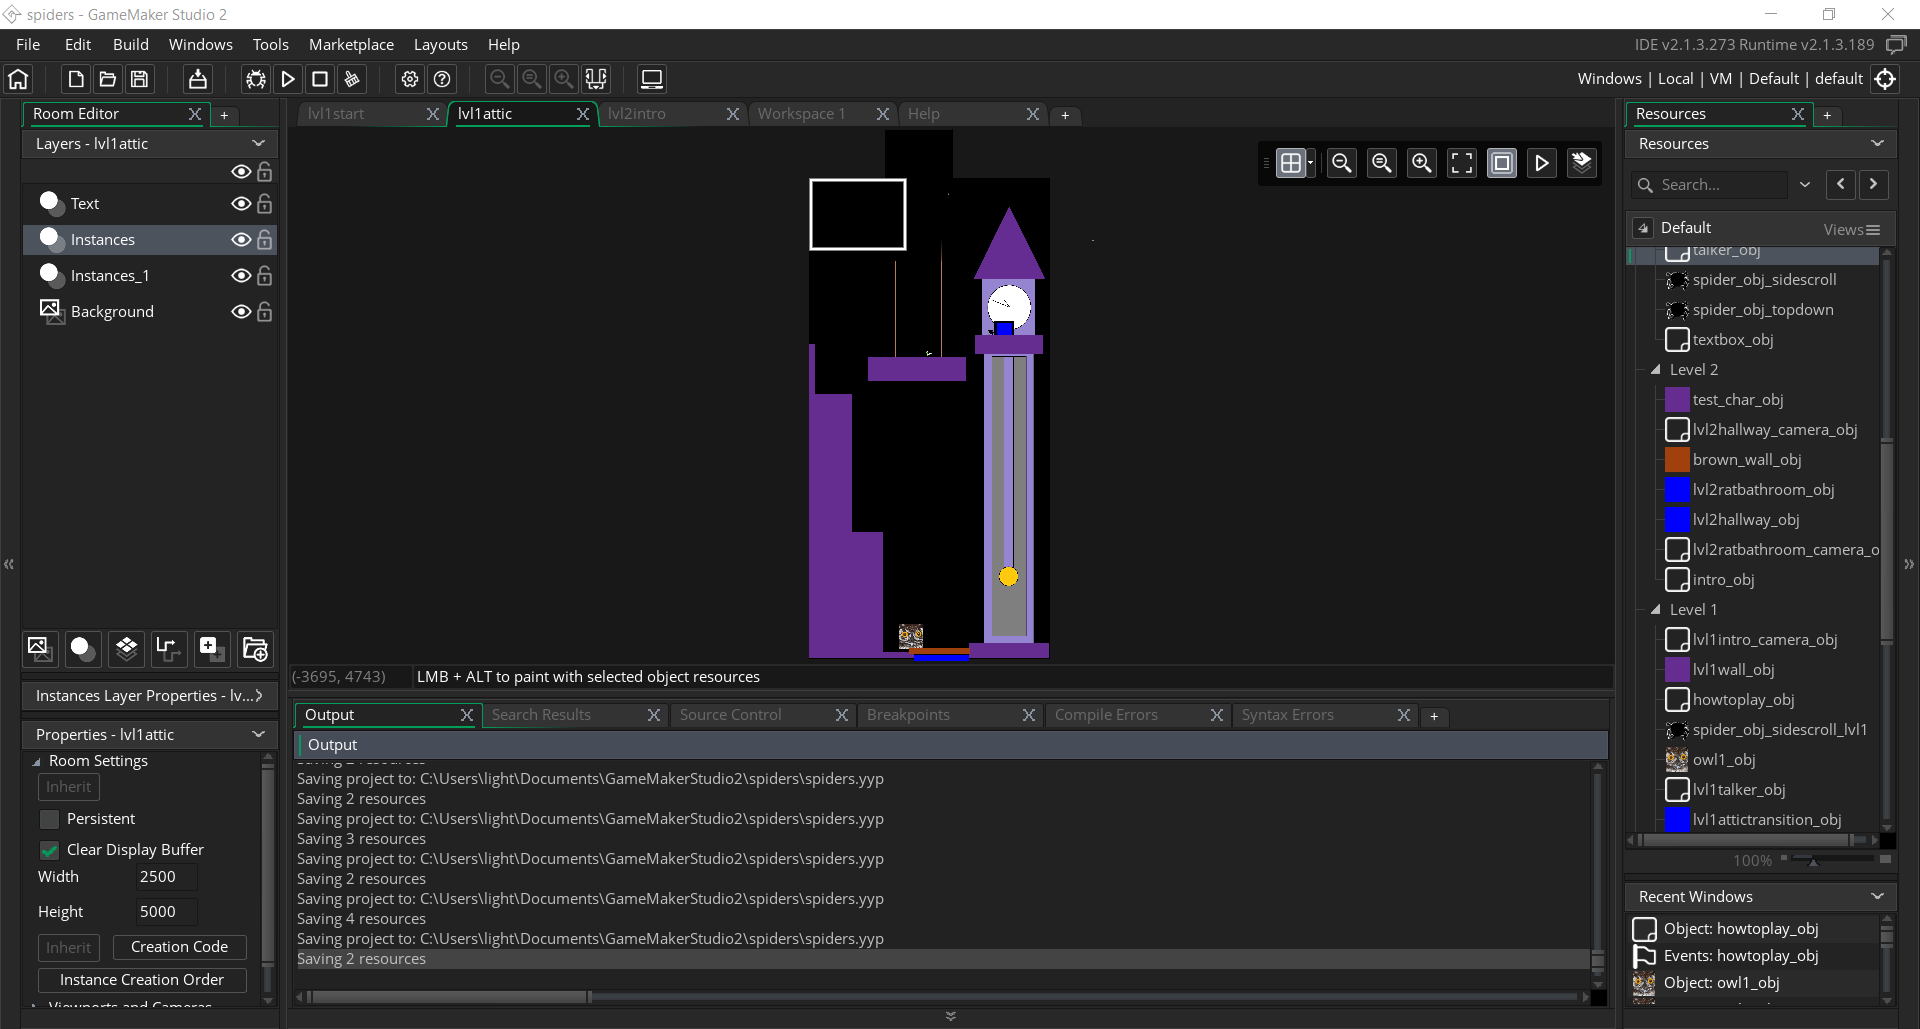 spiders - GameMaker Studio 2
File Edit Build Windows Tools Marketplace Layouts Help
IDE v2.1.3.273 Runtime v2.1.3.189
Windows | Local | VM | Default | default
Room Editor
Layers - lvl1attic
Text
Instances
Instances_1
Background
Instances Layer Properties - lv...
Properties - lvl1attic
Room Settings
Inherit
Persistent
Clear Display Buffer
Width 2500
Height 5000
Inherit Creation Code
Instance Creation Order
Viewports and Cameras
lvl1start lvl1attic lvl2intro Workspace 1 Help
(-3695, 4743) LMB + ALT to paint with selected object resources
Output Search Results Source Control Breakpoints Compile Errors Syntax Errors
Output
Saving 2 resources
Saving project to: C:\Users\light\Documents\GameMakerStudio2\spiders\spiders.yyp
Saving 2 resources
Saving project to: C:\Users\light\Documents\GameMakerStudio2\spiders\spiders.yyp
Saving 3 resources
Saving project to: C:\Users\light\Documents\GameMakerStudio2\spiders\spiders.yyp
Saving 2 resources
Saving project to: C:\Users\light\Documents\GameMakerStudio2\spiders\spiders.yyp
Saving 4 resources
Saving project to: C:\Users\light\Documents\GameMakerStudio2\spiders\spiders.yyp
Saving 2 resources
Resources
Resources
Search...
Default Views
talker_obj
spider_obj_sidescroll
spider_obj_topdown
textbox_obj
Level 2
test_char_obj
lvl2hallway_camera_obj
brown_wall_obj
lvl2ratbathroom_obj
lvl2hallway_obj
lvl2ratbathroom_camera_o
intro_obj
Level 1
lvl1intro_camera_obj
lvl1wall_obj
howtoplay_obj
spider_obj_sidescroll_lvl1
owl1_obj
lvl1talker_obj
lvl1attictransition_obj
100%
Recent Windows
Object: howtoplay_obj
Events: howtoplay_obj
Object: owl1_obj